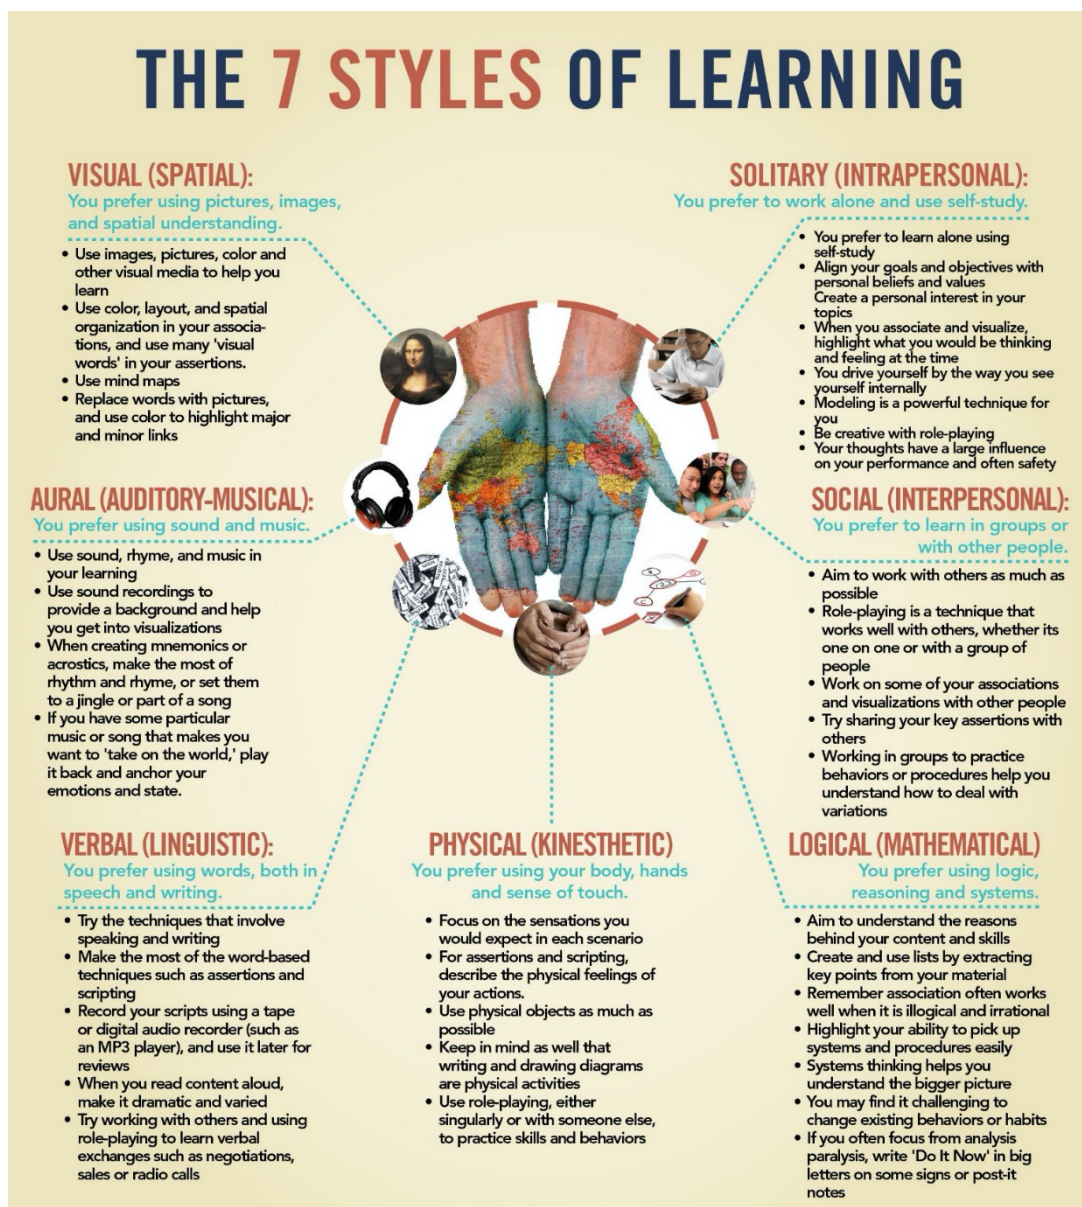 THE 7 STYLES OF LEARNING
VISUAL (SPATIAL):
You prefer using pictures, images,
and spatial understanding.
• Use images, pictures, color and
other visual media to help you
learn
• Use color, layout, and spatial
organization in your associa-
tions, and use many 'visual
words' in your assertions.
• Use mind maps
• Replace words with pictures,
and use color to highlight major
and minor links
AURAL (AUDITORY-MUSICAL):
You prefer using sound and music.
• Use sound, rhyme, and music in
your learning
• Use sound recordings to
provide a background and help
you get into visualizations
• When creating mnemonics or
acrostics, make the most of
rhythm and rhyme, or set them
to a jingle or part of a song
• If you have some particular
music or song that makes you
want to 'take on the world,' play
it back and anchor your
emotions and state.
VERBAL (LINGUISTIC):
You prefer using words, both in
speech and writing.
• Try the techniques that involve
speaking and writing
• Make the most of the word-based
techniques such as assertions and
scripting
• Record your scripts using a tape
or digital audio recorder (such as
an MP3 player), and use it later for
reviews
• When you read content aloud,
make it dramatic and varied
• Try working with others and using
role-playing to learn verbal
exchanges such as negotiations,
sales or radio calls
PHYSICAL (KINESTHETIC)
You prefer using your body, hands
and sense of touch.
• Focus on the sensations you
would expect in each scenario
• For assertions and scripting,
describe the physical feelings of
your actions.
• Use physical objects as much as
possible
• Keep in mind as well that
writing and drawing diagrams
are physical activities
• Use role-playing, either
singularly or with someone else,
to practice skills and behaviors
SOLITARY (INTRAPERSONAL):
You prefer to work alone and use self-study.
• You prefer to learn alone using
self-study
• Align your goals and objectives with
personal beliefs and values
Create a personal interest in your
topics
• When you associate and visualize,
highlight what you would be thinking
and feeling at the time
• You drive yourself by the way you see
yourself internally
• Modeling is a powerful technique for
you
• Be creative with role-playing
• Your thoughts have a large influence
on your performance and often safety
SOCIAL (INTERPERSONAL):
You prefer to learn in groups or
with other people.
• Aim to work with others as much as
possible
• Role-playing is a technique that
works well with others, whether its
one on one or with a group of
people
• Work on some of your associations
and visualizations with other people
• Try sharing your key assertions with
others
• Working in groups to practice
behaviors or procedures help you
understand how to deal with
variations
LOGICAL (MATHEMATICAL)
You prefer using logic,
reasoning and systems.
• Aim to understand the reasons
behind your content and skills
• Create and use lists by extracting
key points from your material
• Remember association often works
well when it is illogical and irrational
• Highlight your ability to pick up
systems and procedures easily
• Systems thinking helps you
understand the bigger picture
• You may find it challenging to
change existing behaviors or habits
• If you often focus from analysis
paralysis, write 'Do It Now' in big
letters on some signs or post-it
notes